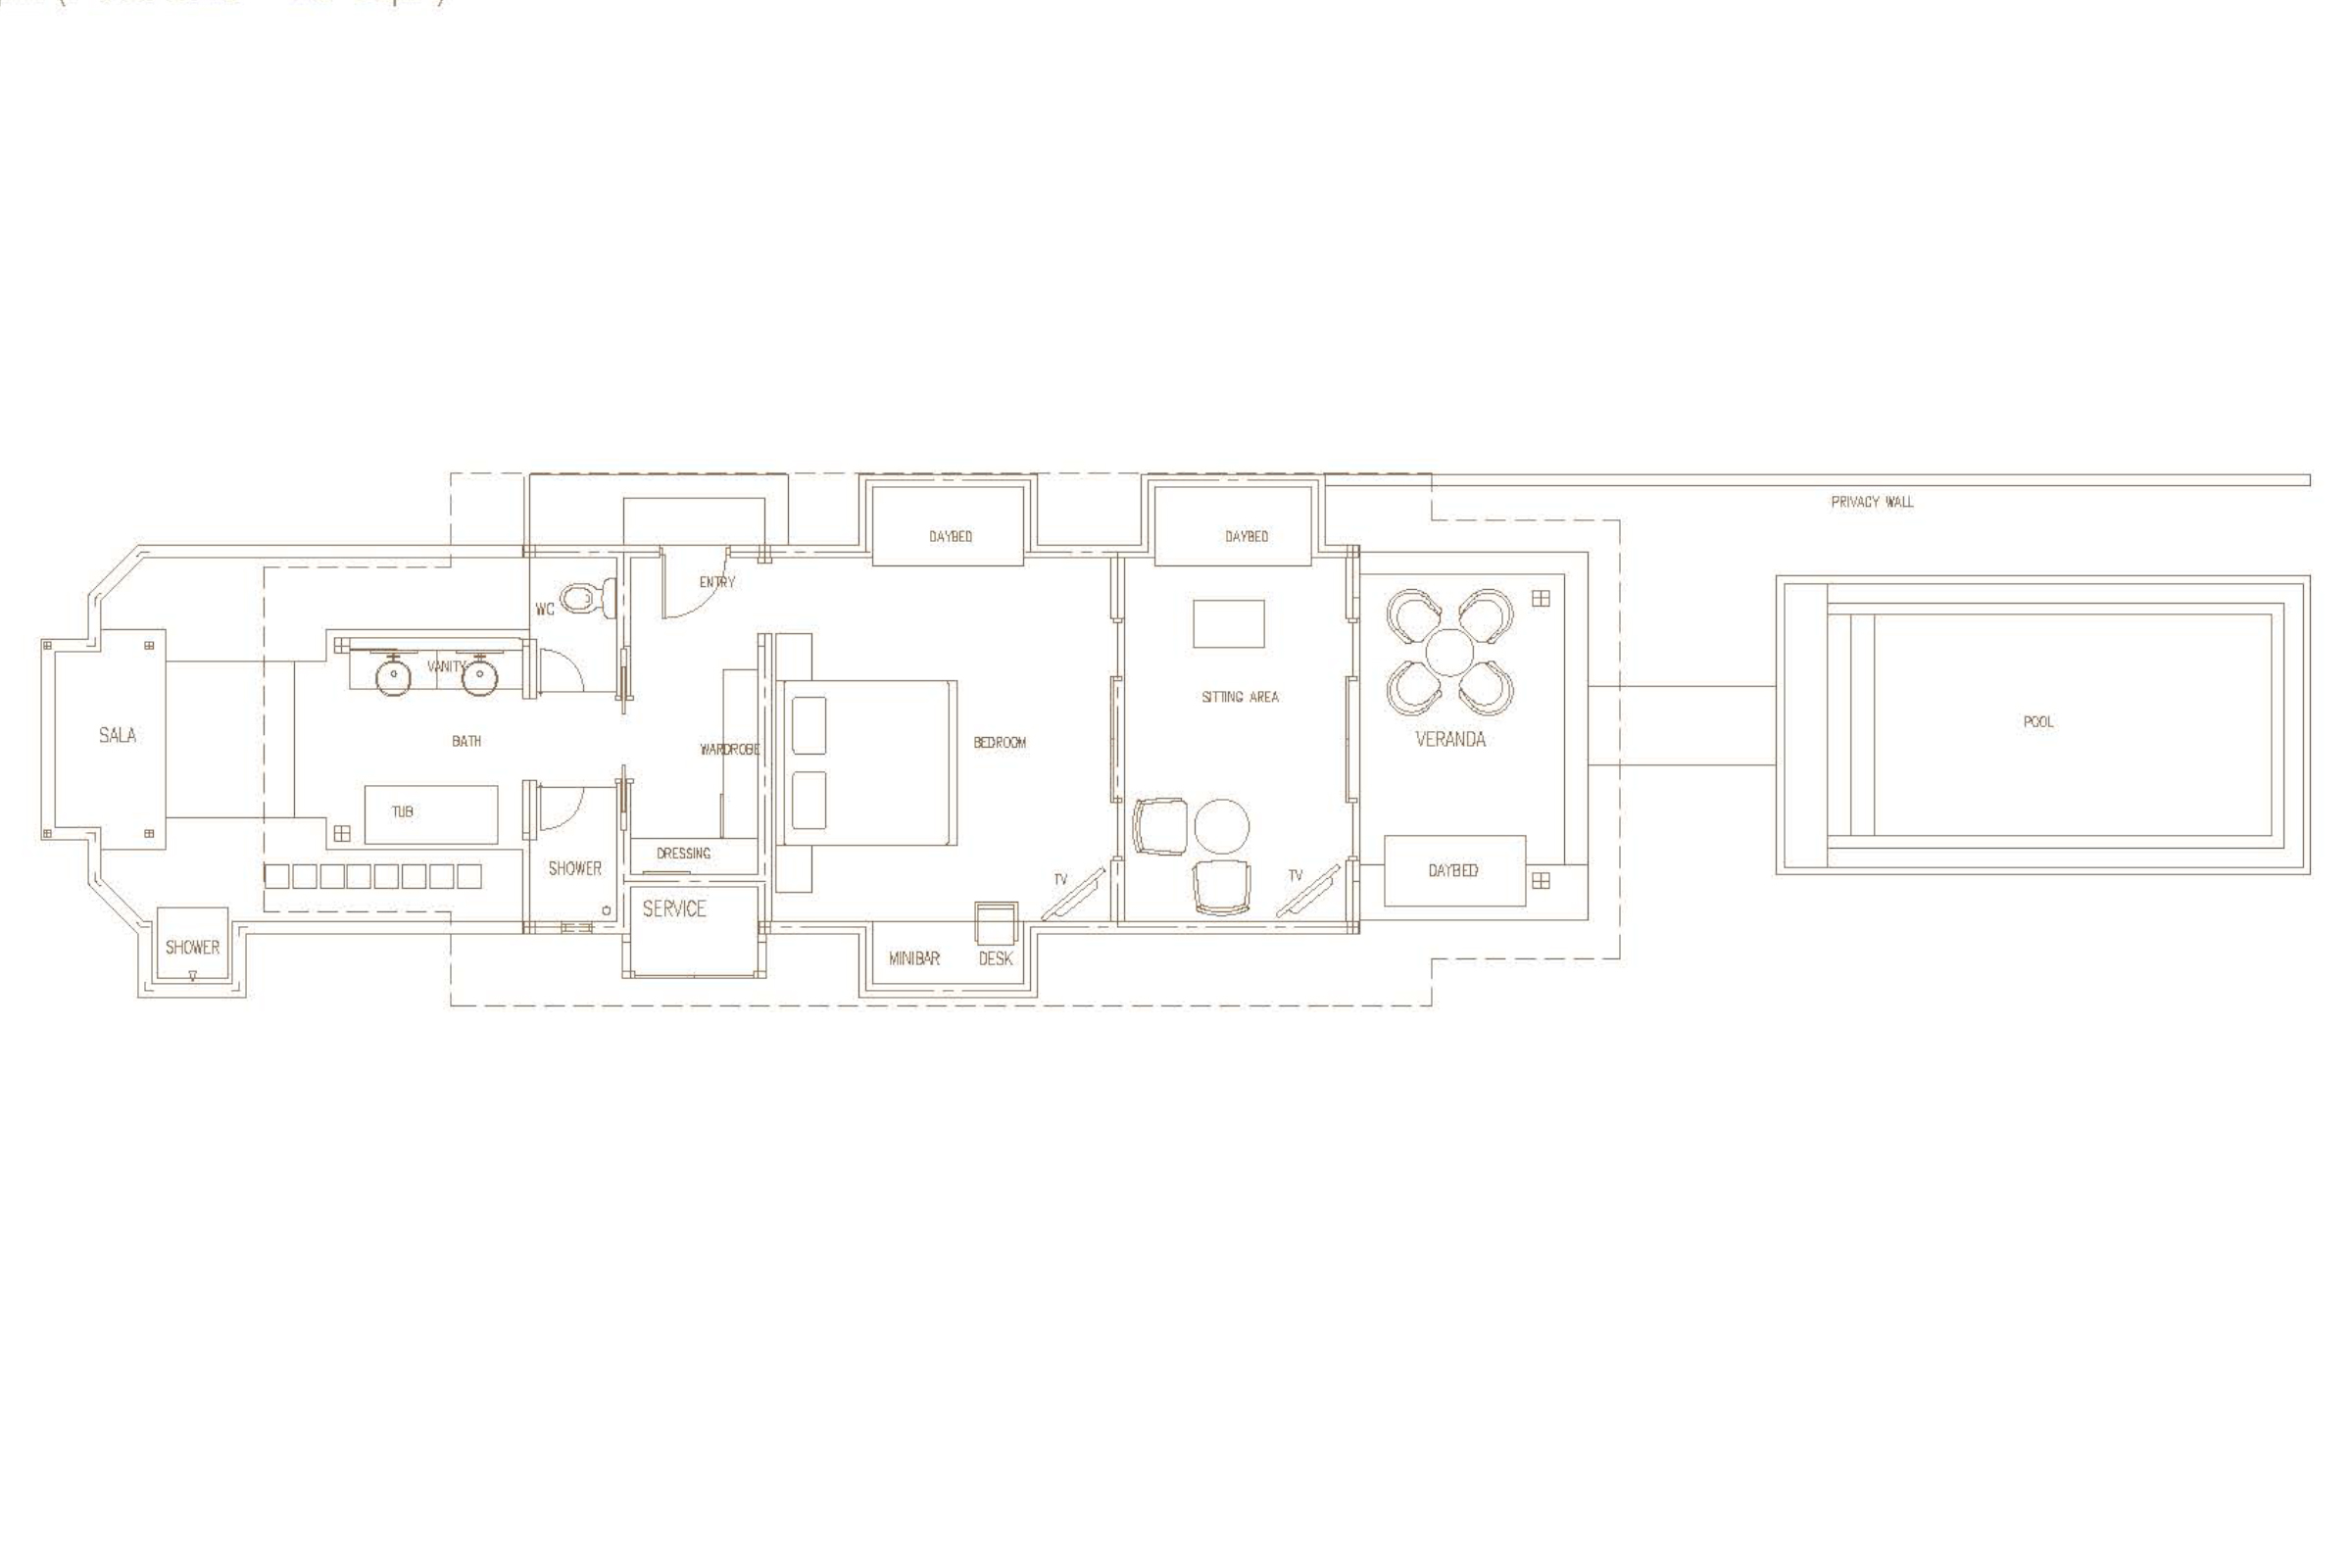 PRIVACY WALL
DAYBED
DAYBED
ENTRY
WC
VANITY
SITTING AREA
POOL
SALA
BATH
WARDROBE
BEDROOM
VERANDA
TUB
DRESSING
SHOWER
DAYBED
TV
TV
SERVICE
SHOWER
MINIBAR
DESK